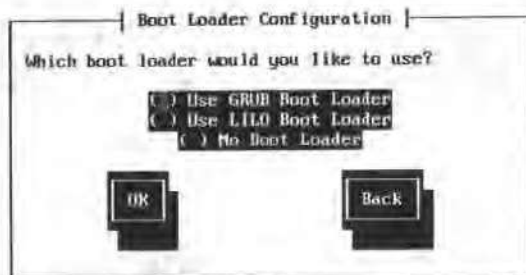 Boot Loader Configuration
Which boot loader would you like to use?
( ) Use GRUB Boot Loader
( ) Use LILO Boot Loader
( ) No Boot Loader
OK
Back